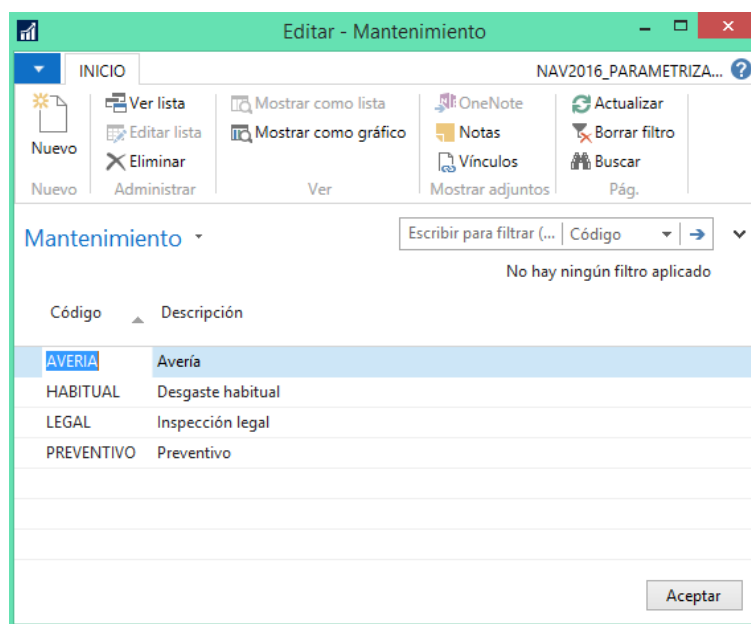 Editar - Mantenimiento
INICIO
NAV2016_PARAMETRIZA...
Nuevo
Ver lista
Editar lista
Eliminar
Mostrar como lista
Mostrar como gráfico
OneNote
Notas
Vínculos
Actualizar
Borrar filtro
Buscar
Nuevo Administrar Ver Mostrar adjuntos Pág.
Mantenimiento
Escribir para filtrar (... Código
No hay ningún filtro aplicado
Código Descripción
AVERIA Avería
HABITUAL Desgaste habitual
LEGAL Inspección legal
PREVENTIVO Preventivo
Aceptar